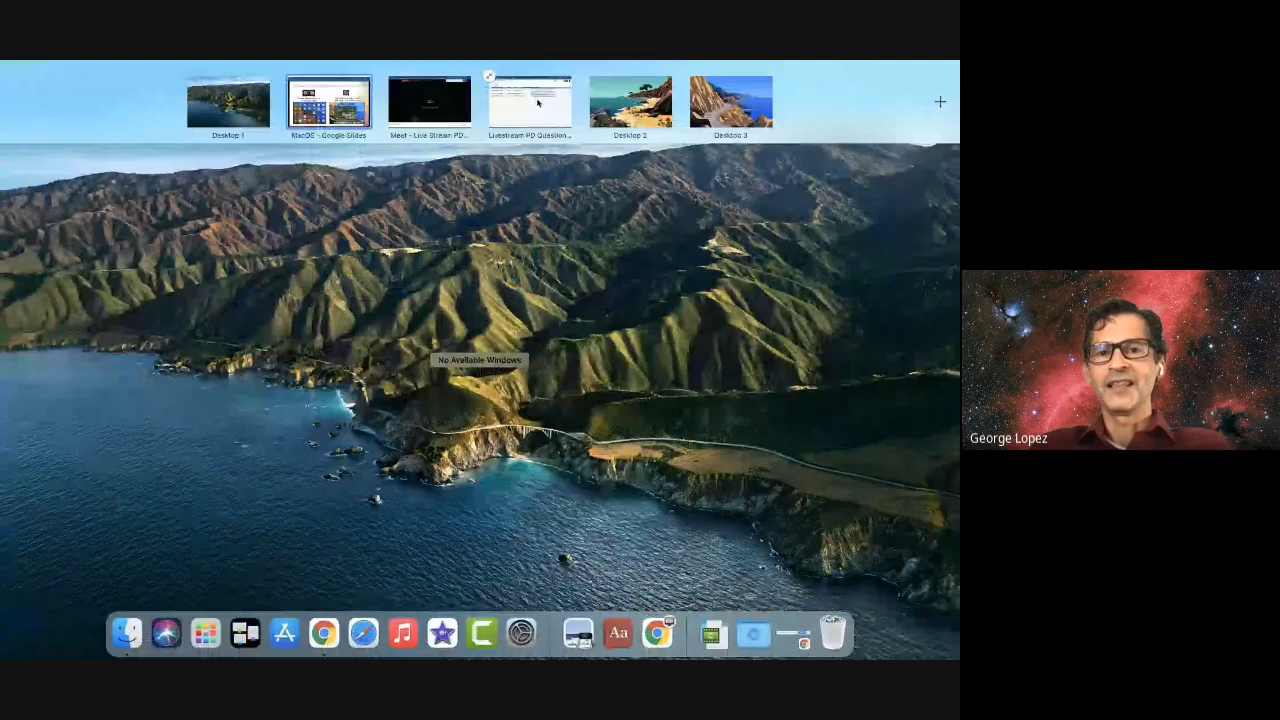 Desktop 1
MacOS - Google Slides
Meet - Live Stream PD...
Livestream PD Question...
Desktop 2
Desktop 3
No Available Windows
George Lopez
Aa